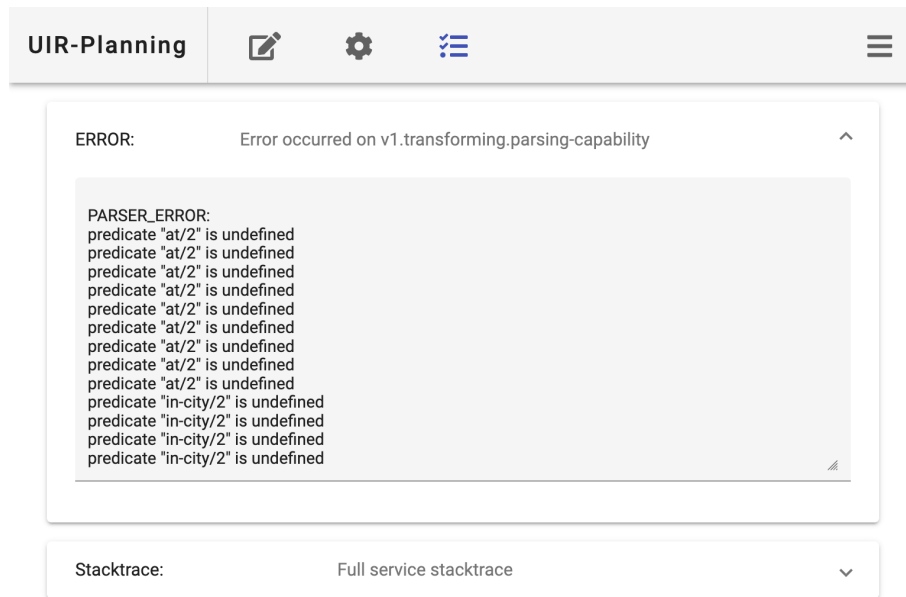 UIR-Planning
ERROR: Error occurred on v1.transforming.parsing-capability
PARSER_ERROR:
predicate "at/2" is undefined
predicate "at/2" is undefined
predicate "at/2" is undefined
predicate "at/2" is undefined
predicate "at/2" is undefined
predicate "at/2" is undefined
predicate "at/2" is undefined
predicate "at/2" is undefined
predicate "at/2" is undefined
predicate "in-city/2" is undefined
predicate "in-city/2" is undefined
predicate "in-city/2" is undefined
predicate "in-city/2" is undefined
Stacktrace: Full service stacktrace